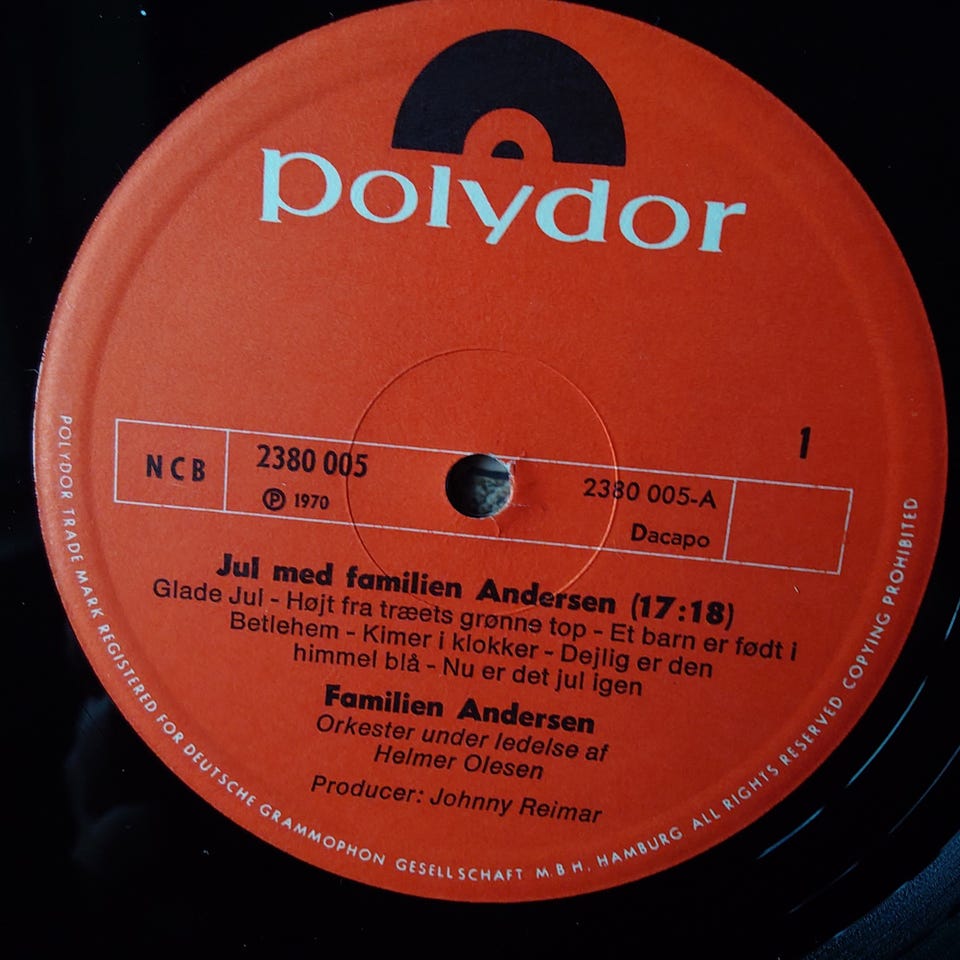 polydor
1
NCB
2380 005
℗ 1970
2380 005-A
Dacapo
Jul med familien Andersen (17:18)
Glade Jul - Højt fra træets grønne top - Et barn er født i
Betlehem - Kimer i klokker - Dejlig er den
himmel blå - Nu er det jul igen
Familien Andersen
Orkester under ledelse af
Helmer Olesen
Producer: Johnny Reimar
POLYDOR TRADE MARK REGISTERED FOR DEUTSCHE GRAMMOPHON GESELLSCHAFT M.B.H. HAMBURG ALL RIGHTS RESERVED COPYING PROHIBITED